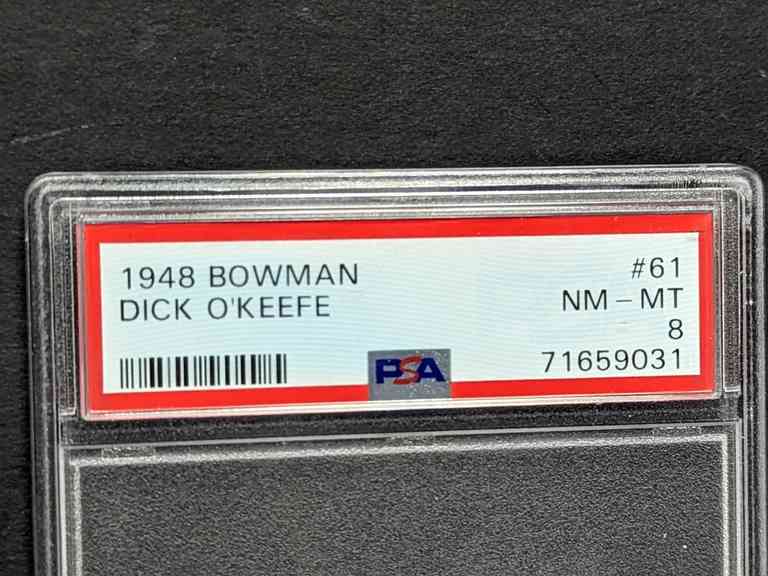 1948 BOWMAN #61
DICK O'KEEFE NM - MT
8
PSA 71659031